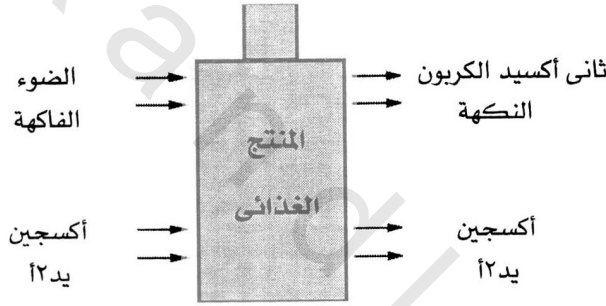 الضوء
الفاكهة
ثانى أكسيد الكربون
النكهة
المنتج
الغذائى
أكسجين
يد٢أ
أكسجين
يد٢أ